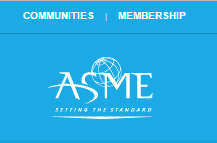 COMMUNITIES | MEMBERSHIP
ASME
SETTING THE STANDARD